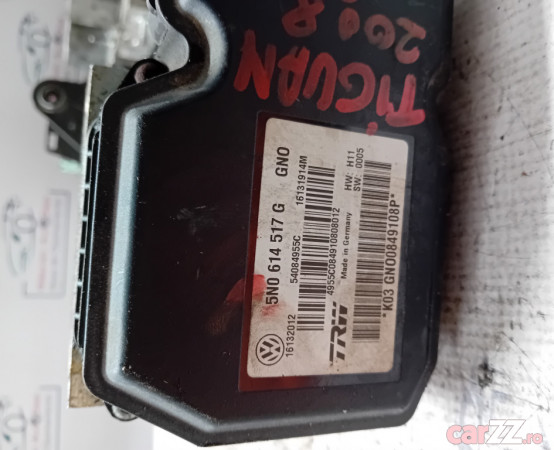 TIGUAN
2008
5N0 614 517 G GNO
16132012 54084955C 16131914M
4955C084910808012
TRW Made in Germany HW: H11
SW: 0005
*K03 GNO0849108P*
carzz.ro